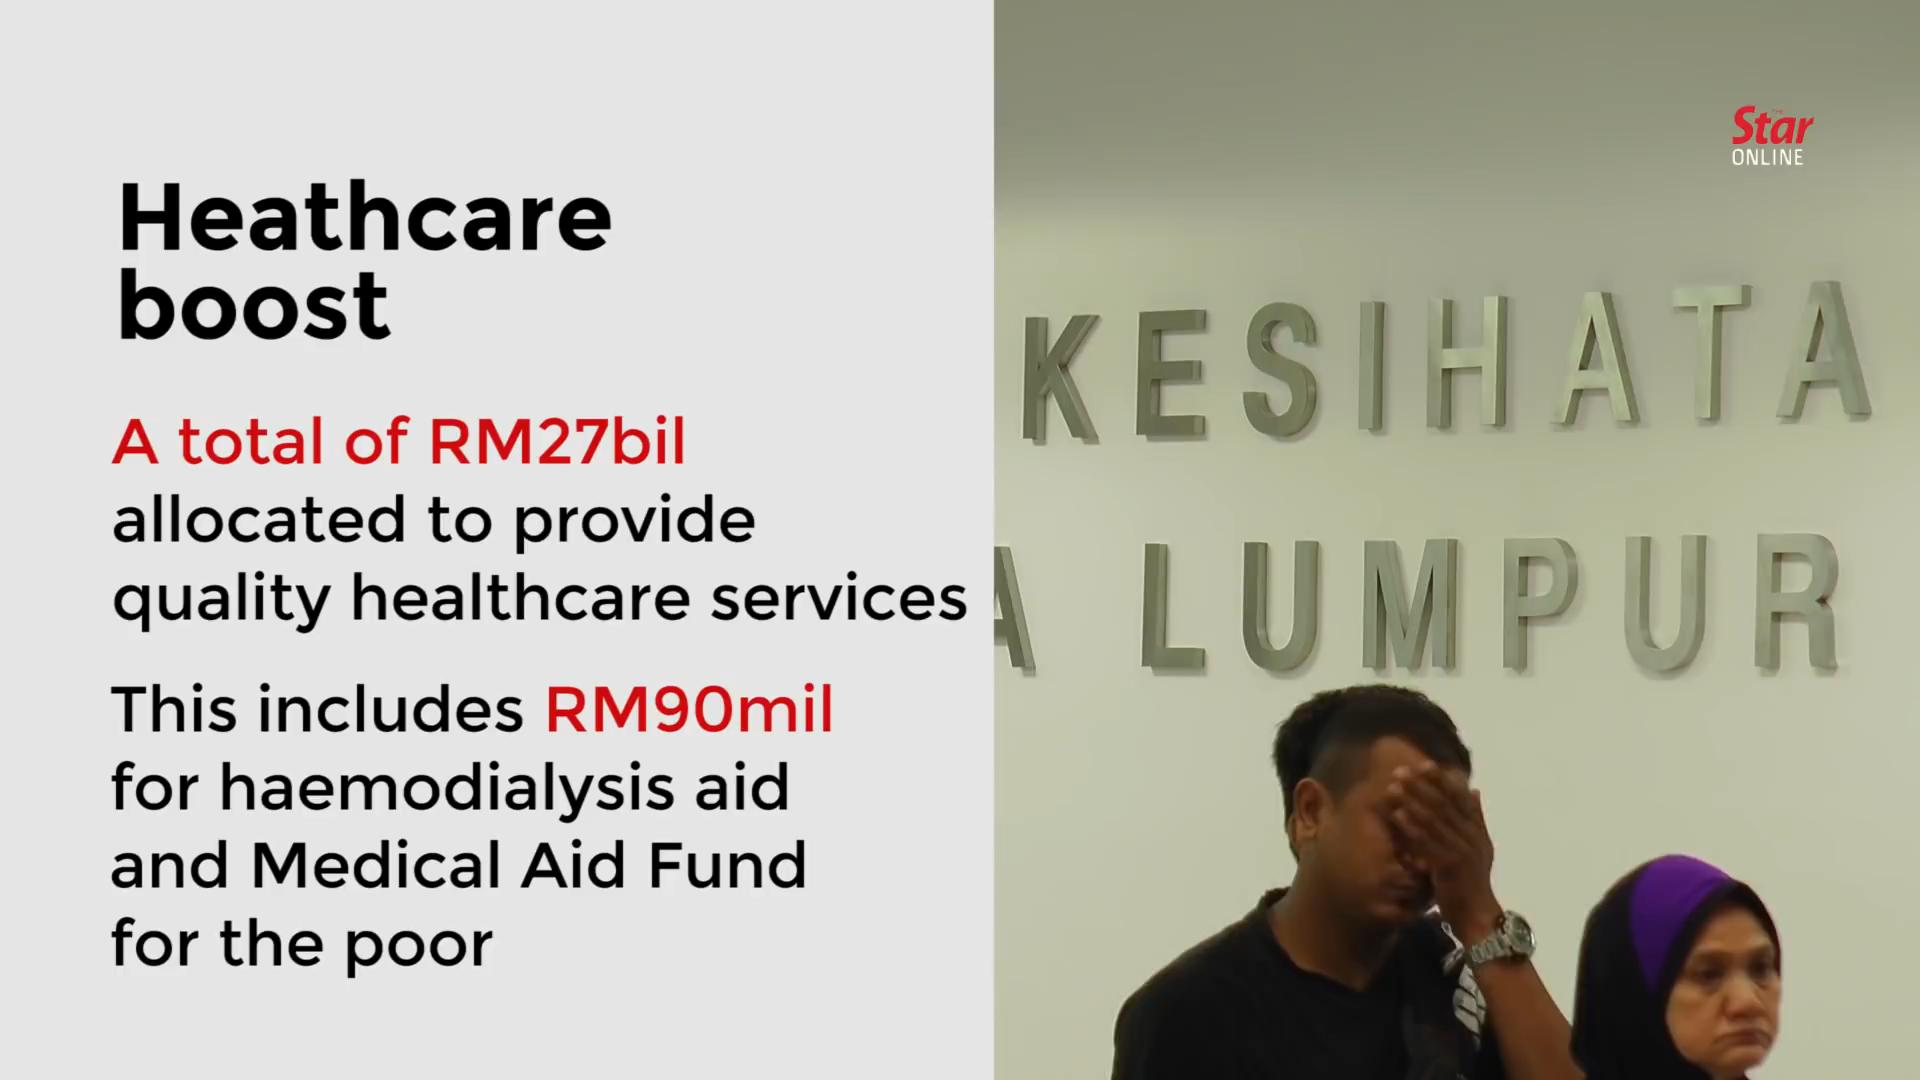 Heathcare
boost
A total of RM27bil
allocated to provide
quality healthcare services
This includes RM90mil
for haemodialysis aid
and Medical Aid Fund
for the poor
Star
ONLINE
KESIHATA
A LUMPUR